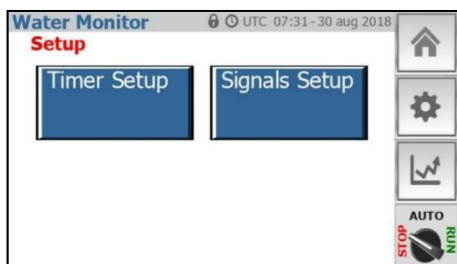 Water Monitor UTC 07:31-30 aug 2018
Setup
Timer Setup Signals Setup
AUTO
STOP RUN